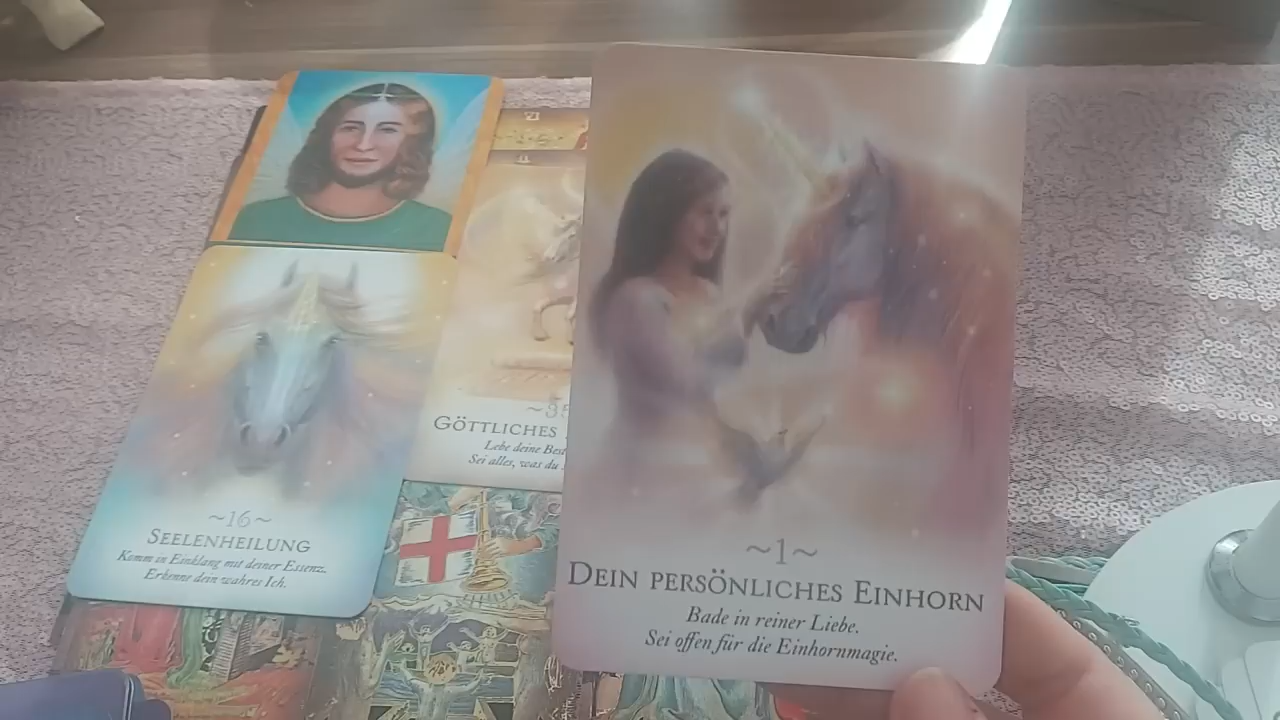 ~16~
SEELENHEILUNG
Komm in Einklang mit deiner Essenz.
Erkenne dein wahres Ich.
GÖTTLICHES
Lebe deine
Sei alles, was du
~1~
DEIN PERSÖNLICHES EINHORN
Bade in reiner Liebe.
Sei offen für die Einhornmagie.